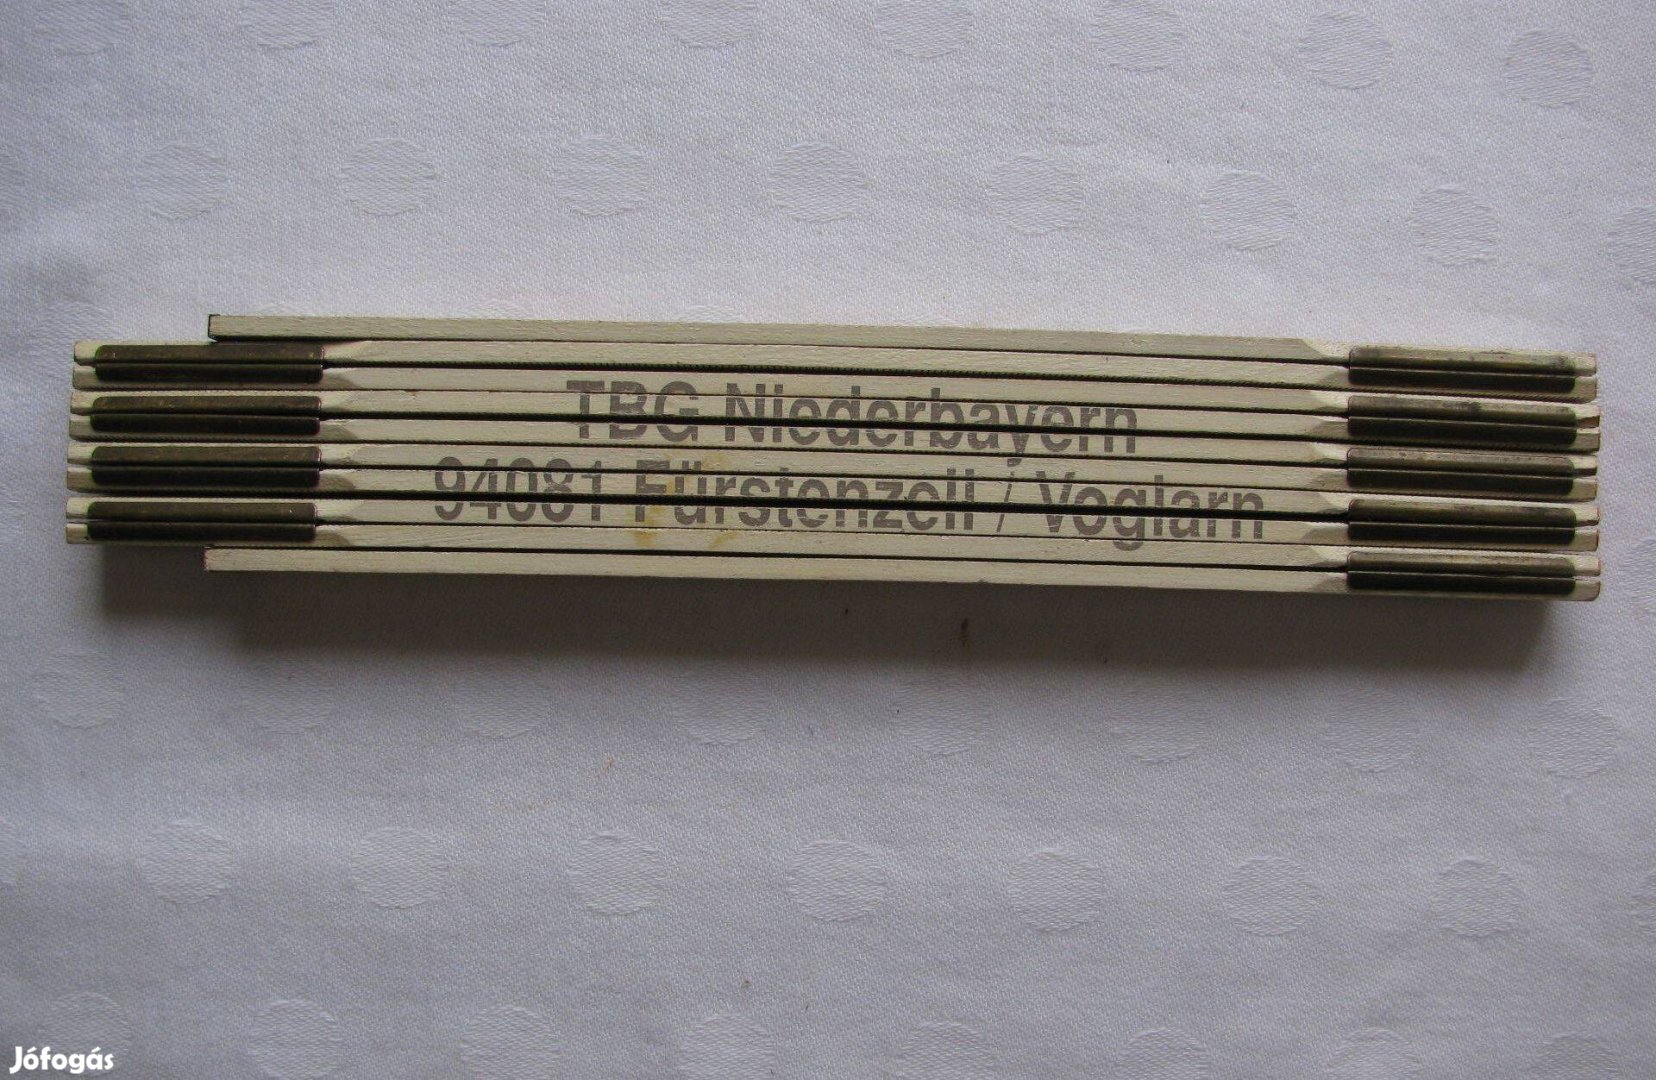 TBG Niederbayern
94081 Fürstenzell / Voglarn
Jófogás